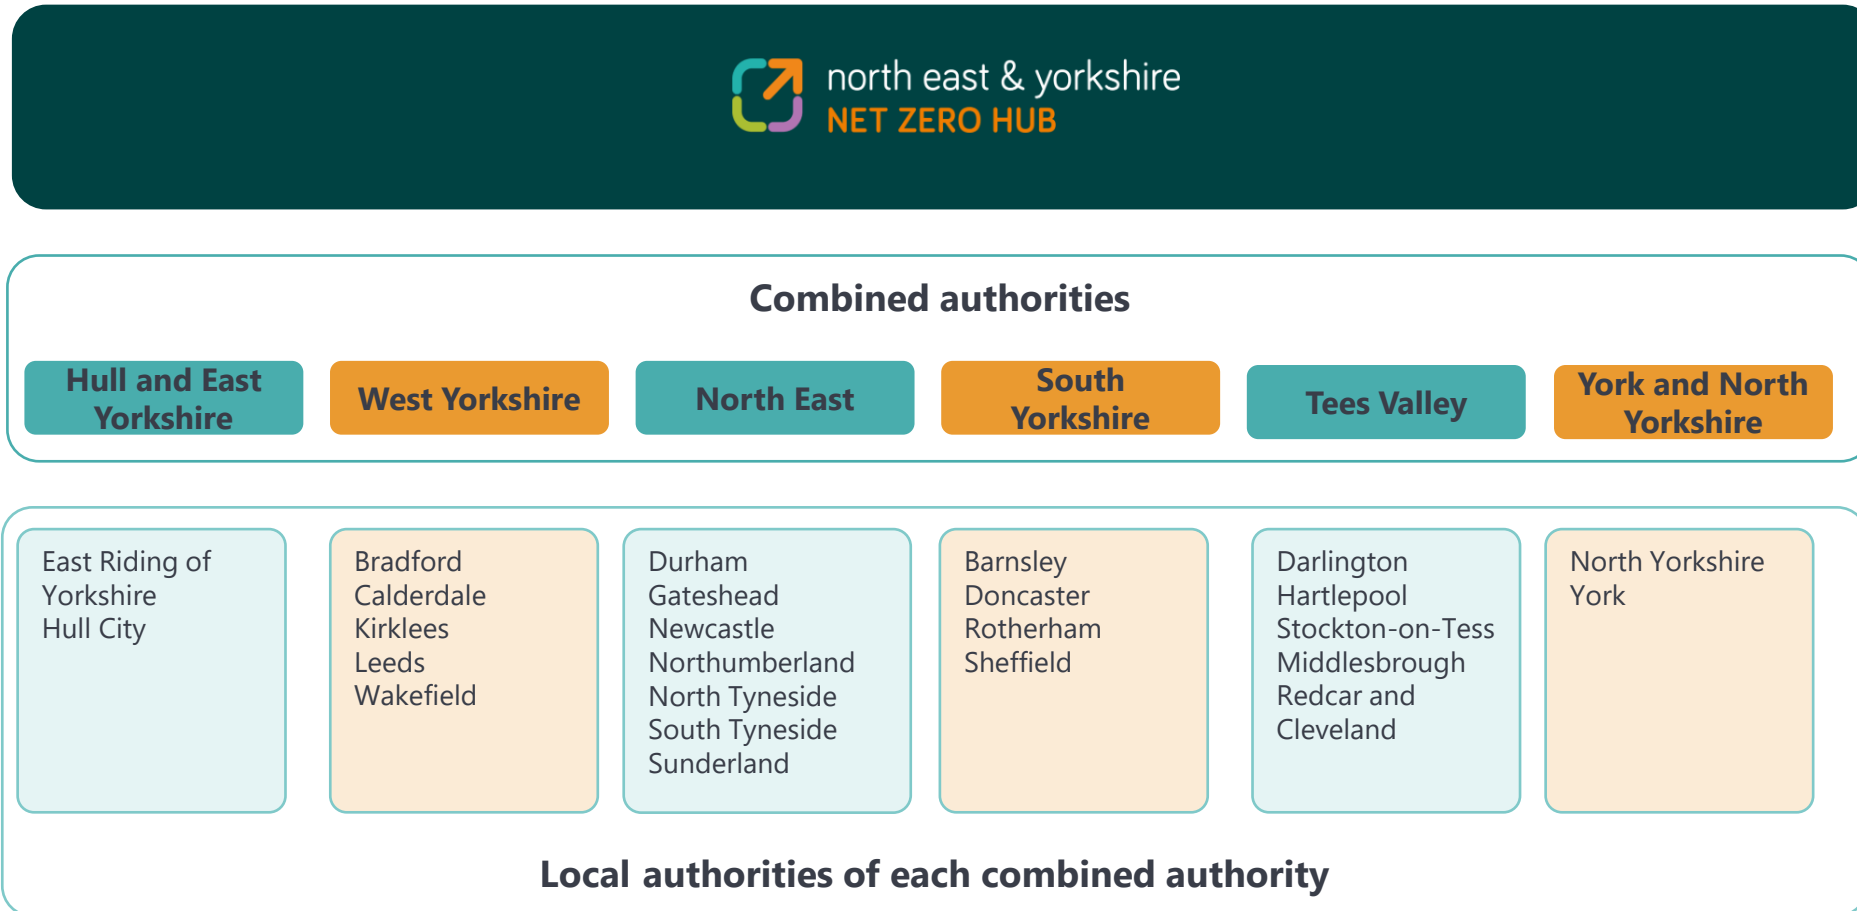 north east & yorkshire
NET ZERO HUB
Combined authorities
Hull and East
Yorkshire
West Yorkshire
North East
South
Yorkshire
Tees Valley
York and North
Yorkshire
East Riding of
Yorkshire
Hull City
Bradford
Calderdale
Kirklees
Leeds
Wakefield
Durham
Gateshead
Newcastle
Northumberland
North Tyneside
South Tyneside
Sunderland
Barnsley
Doncaster
Rotherham
Sheffield
Darlington
Hartlepool
Stockton-on-Tess
Middlesbrough
Redcar and
Cleveland
North Yorkshire
York
Local authorities of each combined authority